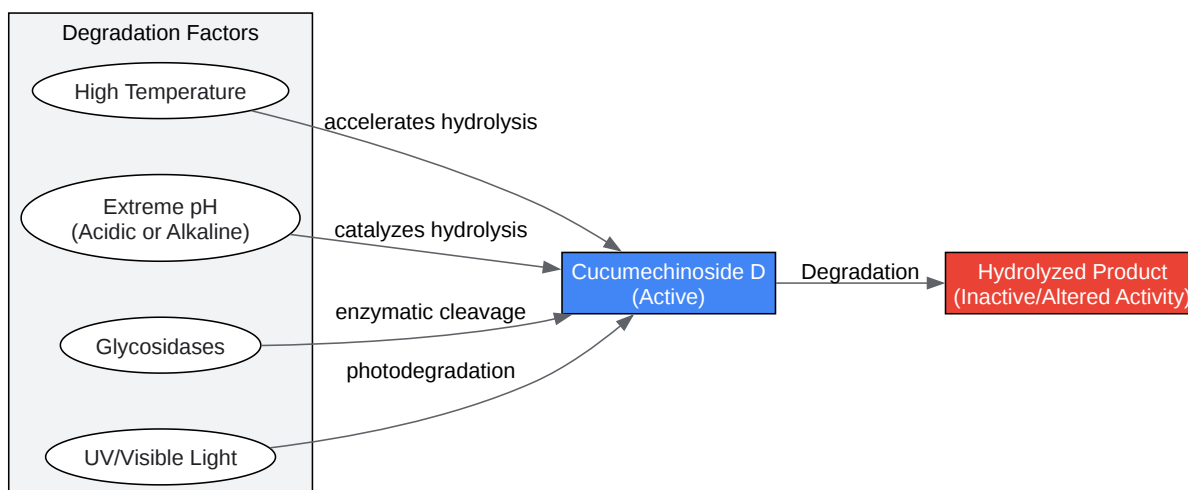 Degradation Factors
High Temperature
accelerates hydrolysis
Extreme pH
(Acidic or Alkaline)
catalyzes hydrolysis
Cucumechinoside D
(Active)
Degradation
Hydrolyzed Product
(Inactive/Altered Activity)
enzymatic cleavage
Glycosidases
photodegradation
UV/Visible Light